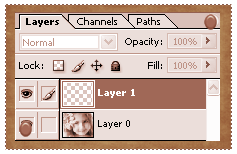 Layers Channels Paths
Normal Opacity: 100%
Lock: Fill: 100%
Layer 1
Layer 0